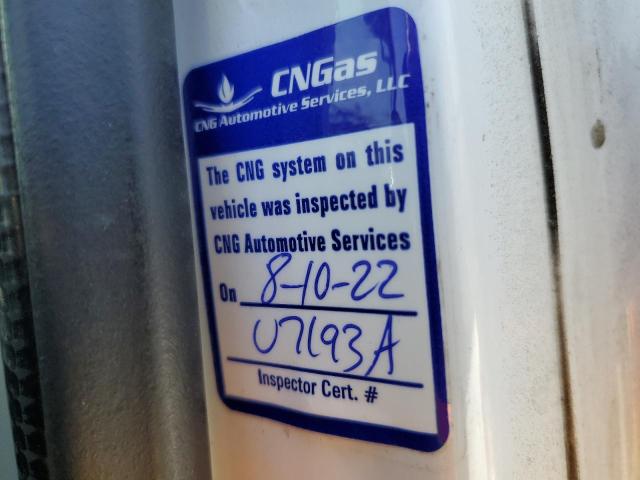 CNGas
CNG Automotive Services, LLC
The CNG system on this
vehicle was inspected by
CNG Automotive Services
On 8-10-22
U7193A
Inspector Cert. #